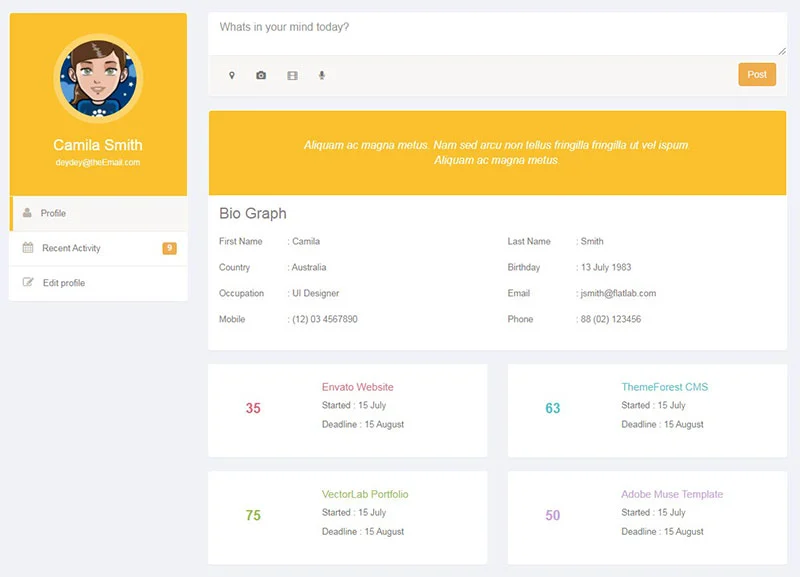 Camila Smith
deydey@theEmail.com
Profile
Recent Activity 9
Edit profile
Whats in your mind today?
Post
Aliquam ac magna metus. Nam sed arcu non tellus fringilla fringilla ut vel ispum.
Aliquam ac magna metus.
Bio Graph
First Name : Camila
Last Name : Smith
Country : Australia
Birthday : 13 July 1983
Occupation : UI Designer
Email : jsmith@flatlab.com
Mobile : (12) 03 4567890
Phone : 88 (02) 123456
35
Envato Website
Started : 15 July
Deadline : 15 August
63
ThemeForest CMS
Started : 15 July
Deadline : 15 August
75
VectorLab Portfolio
Started : 15 July
Deadline : 15 August
50
Adobe Muse Template
Started : 15 July
Deadline : 15 August